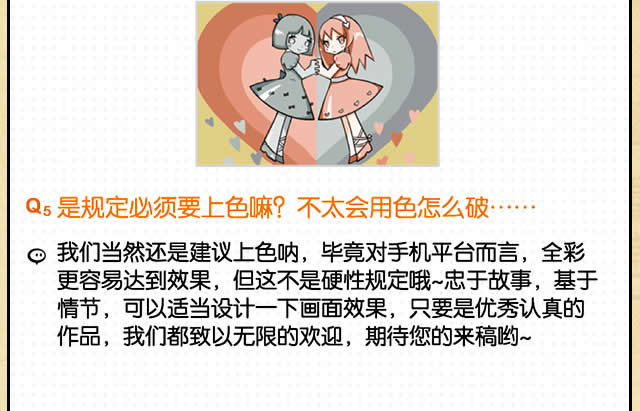 Q5 是规定必须要上色嘛？不太会用色怎么破……
我们当然还是建议上色呐，毕竟对手机平台而言，全彩
更容易达到效果，但这不是硬性规定哦~忠于故事，基于
情节，可以适当设计一下画面效果，只要是优秀认真的
作品，我们都致以无限的欢迎，期待您的来稿哟~